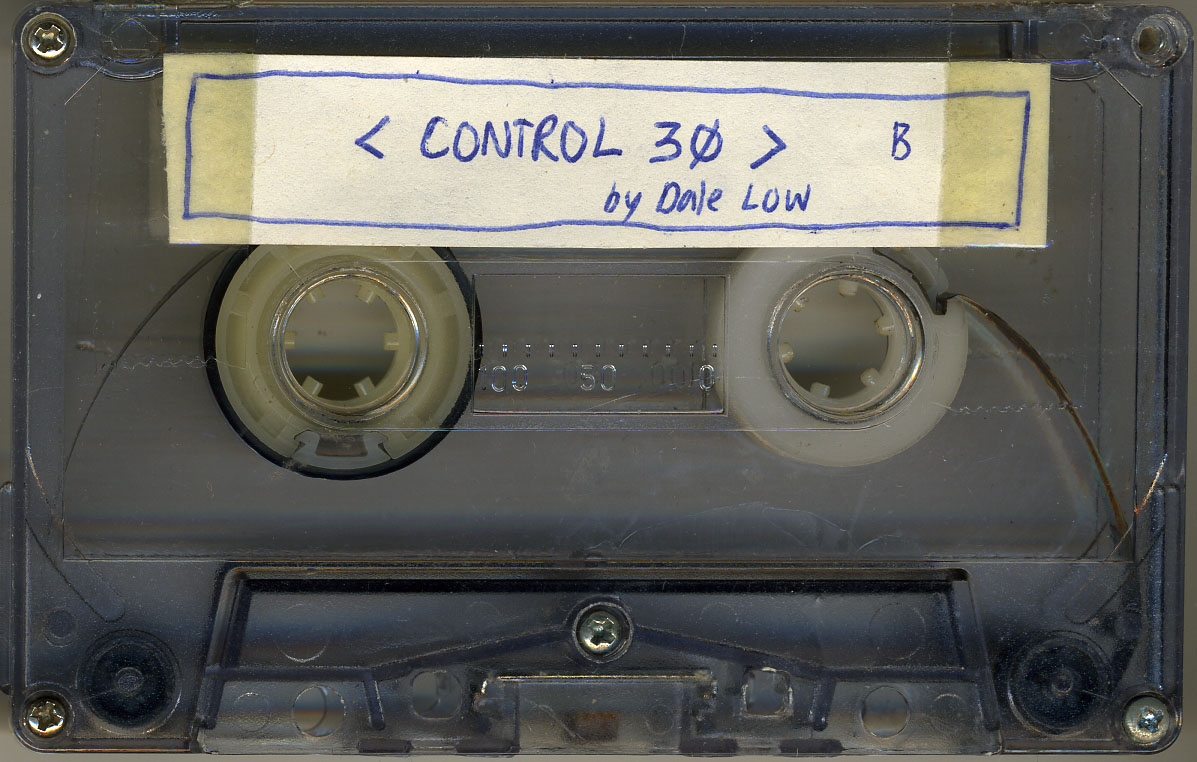 < CONTROL 3Ø > B
by Dale Low
100 50 0